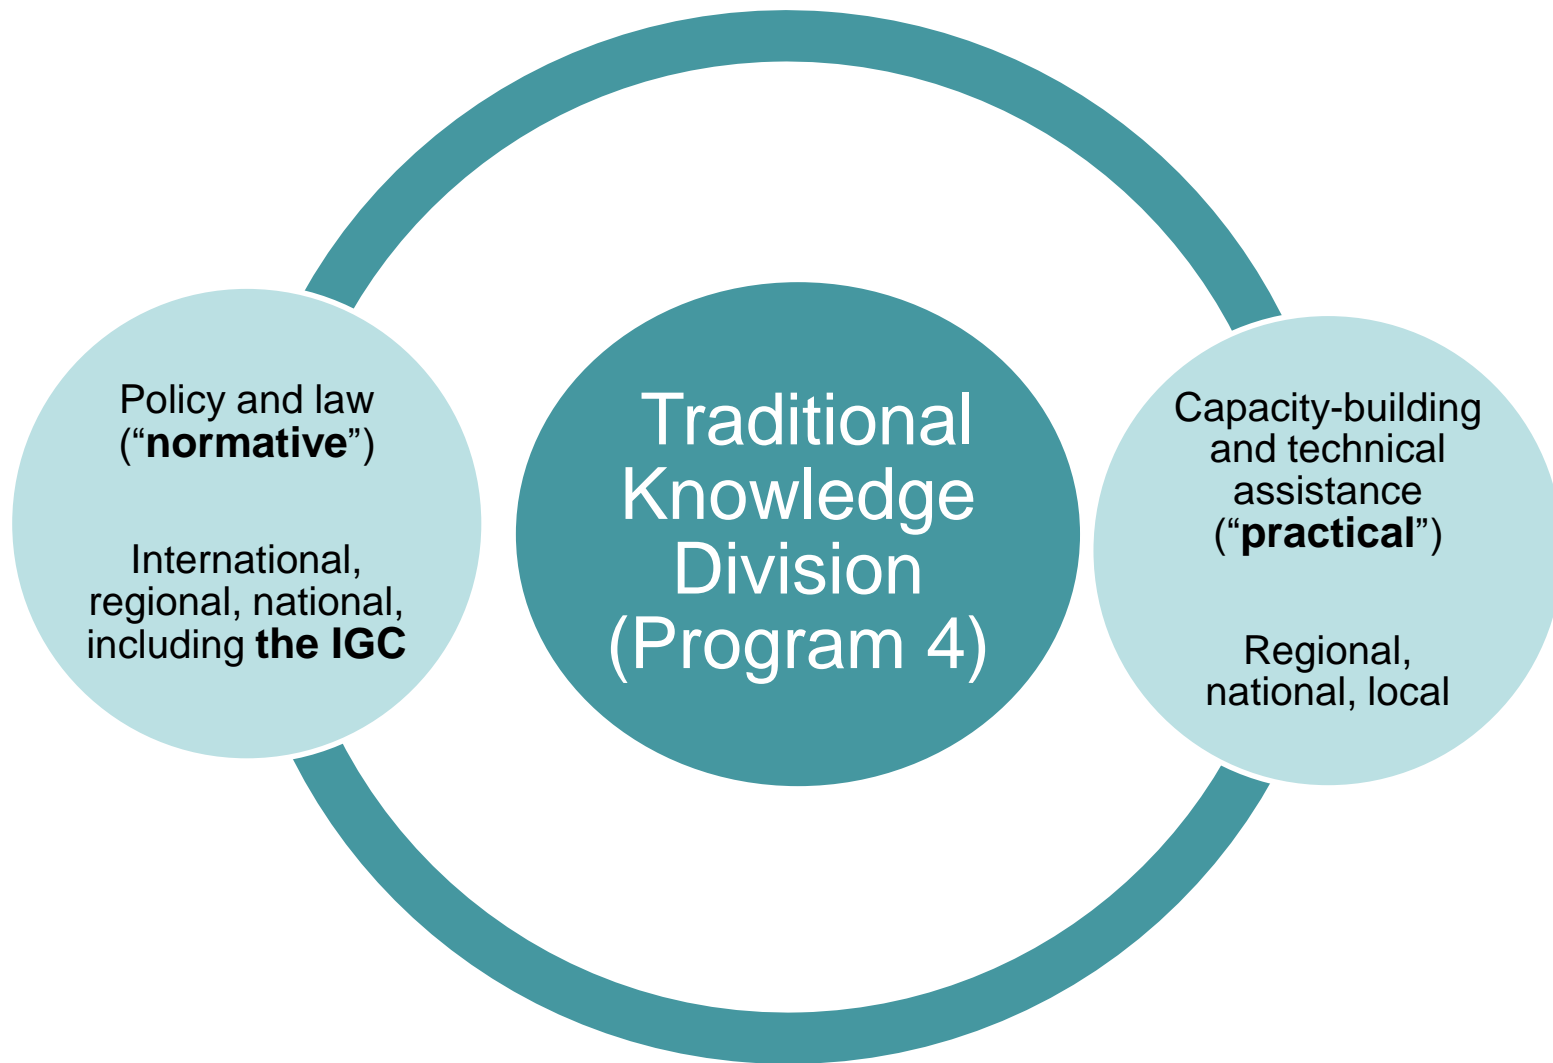 Policy and law
(“normative”)
International,
regional, national,
including the IGC
Traditional
Knowledge
Division
(Program 4)
Capacity-building
and technical
assistance
(“practical”)
Regional,
national, local